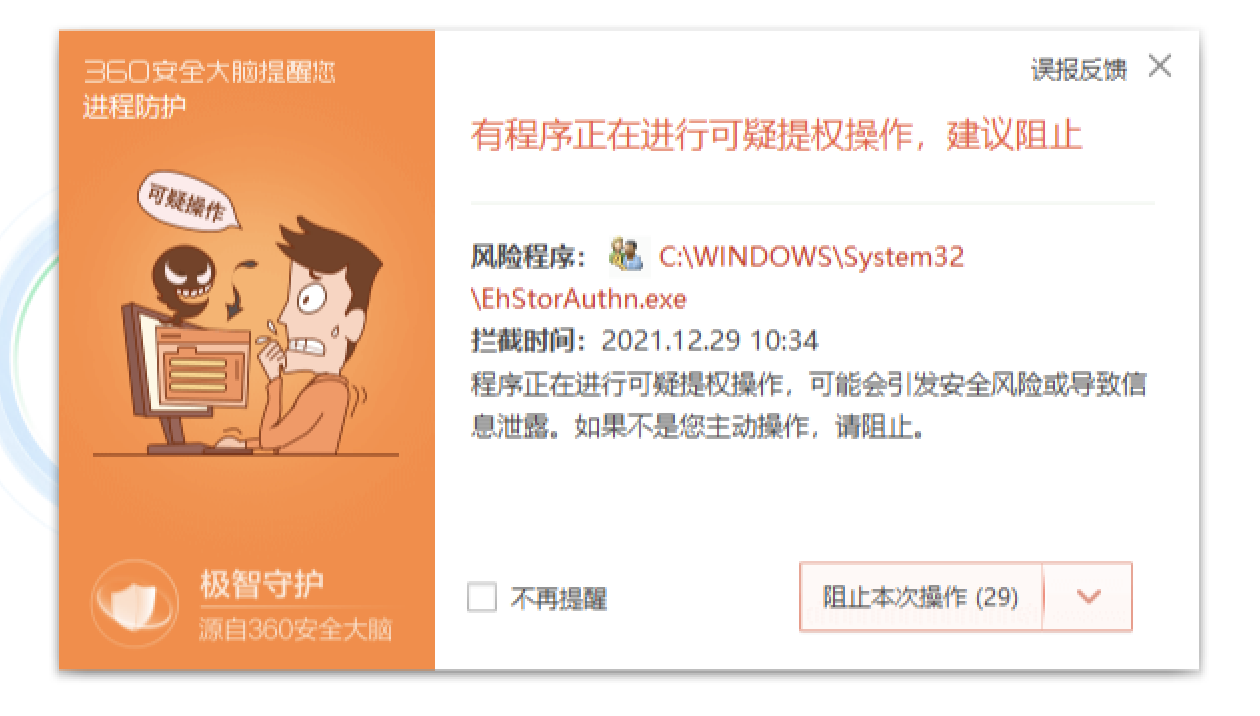 360安全大脑提醒您
进程防护
误报反馈
有程序正在进行可疑提权操作，建议阻止
可疑操作
风险程序： C:\WINDOWS\System32
\EhStorAuthn.exe
拦截时间：2021.12.29 10:34
程序正在进行可疑提权操作，可能会引发安全风险或导致信
息泄露。如果不是您主动操作，请阻止。
极智守护
源自360安全大脑
不再提醒
阻止本次操作 (29)